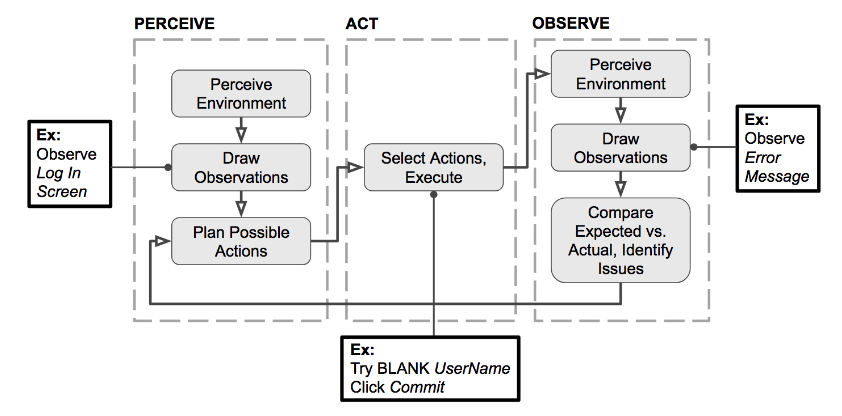 PERCEIVE
ACT
OBSERVE
Perceive
Environment
Draw
Observations
Plan Possible
Actions
Ex:
Observe
Log In
Screen
Select Actions,
Execute
Ex:
Try BLANK UserName
Click Commit
Perceive
Environment
Draw
Observations
Compare
Expected vs.
Actual, Identify
Issues
Ex:
Observe
Error
Message